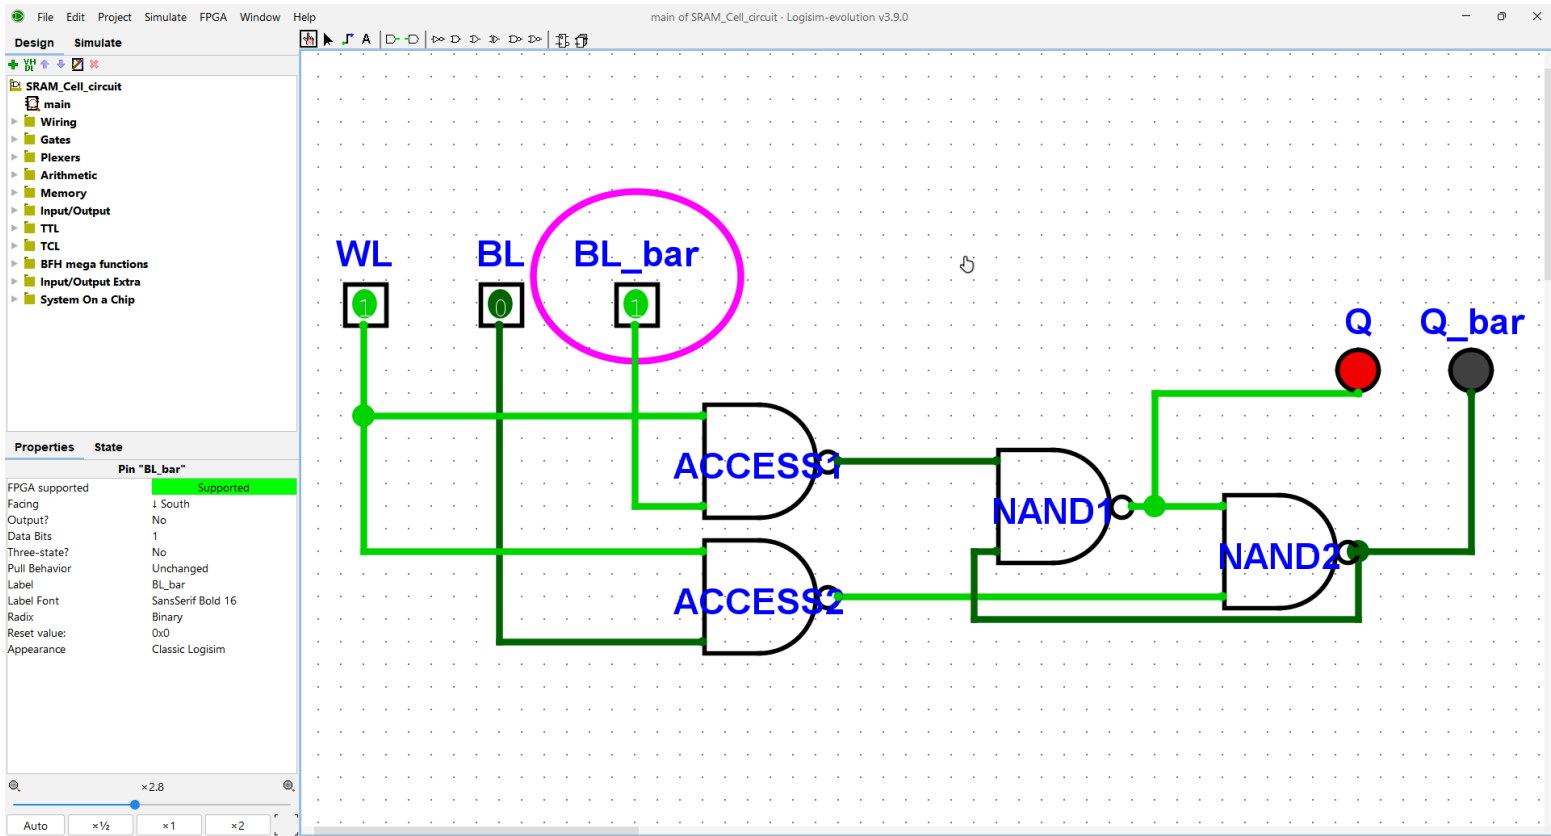 File Edit Project Simulate FPGA Window Help
main of SRAM_Cell_circuit · Logisim-evolution v3.9.0
Design Simulate
A
VH
DL
SRAM_Cell_circuit
main
Wiring
Gates
Plexers
Arithmetic
Memory
Input/Output
TTL
TCL
BFH mega functions
Input/Output Extra
System On a Chip
Properties State
Pin "BL_bar"
FPGA supported Supported
Facing ↓ South
Output? No
Data Bits 1
Three-state? No
Pull Behavior Unchanged
Label BL_bar
Label Font SansSerif Bold 16
Radix Binary
Reset value: 0x0
Appearance Classic Logisim
×2.8
Auto ×½ ×1 ×2
WL BL BL_bar
1 0 1
Q Q_bar
ACCESS1
NAND1
NAND2
ACCESS2